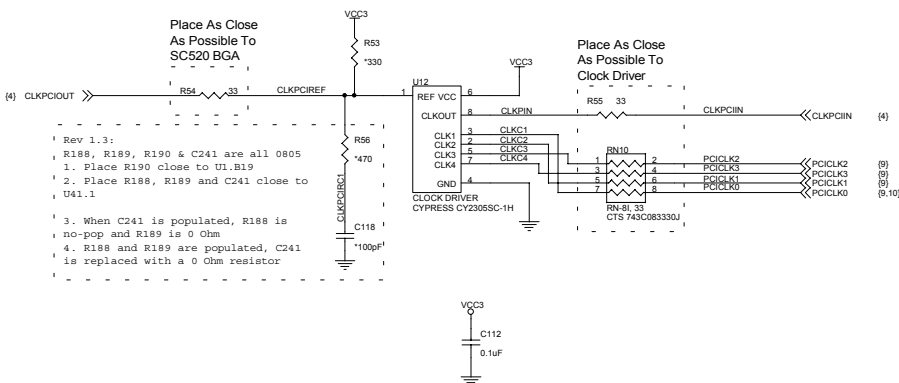 Place As Close
As Possible To
SC520 BGA
VCC3
R53
*330
{4} CLKPCIOUT
R54 33
CLKPCIREF
R56
*470
CLKPCIRC1
C118
*100pF
Rev 1.3:
R188, R189, R190 & C241 are all 0805
1. Place R190 close to U1.B19
2. Place R188, R189 and C241 close to
U41.1
3. When C241 is populated, R188 is
no-pop and R189 is 0 Ohm
4. R188 and R189 are populated, C241
is replaced with a 0 Ohm resistor
VCC3
U12
1 REF VCC 6
CLKOUT 8 CLKPIN
CLK1 3 CLKC1
CLK2 2 CLKC2
CLK3 5 CLKC3
CLK4 7 CLKC4
GND 4
CLOCK DRIVER
CYPRESS CY2305SC-1H
Place As Close
As Possible To
Clock Driver
R55 33
CLKPCIIN
CLKPCIIN {4}
RN10
1 2 PCICLK2 PCICLK2 {9}
3 4 PCICLK3 PCICLK3 {9}
5 6 PCICLK1 PCICLK1 {9}
7 8 PCICLK0 PCICLK0 {9,10}
RN-8I, 33
CTS 743C083330J
VCC3
C112
0.1uF